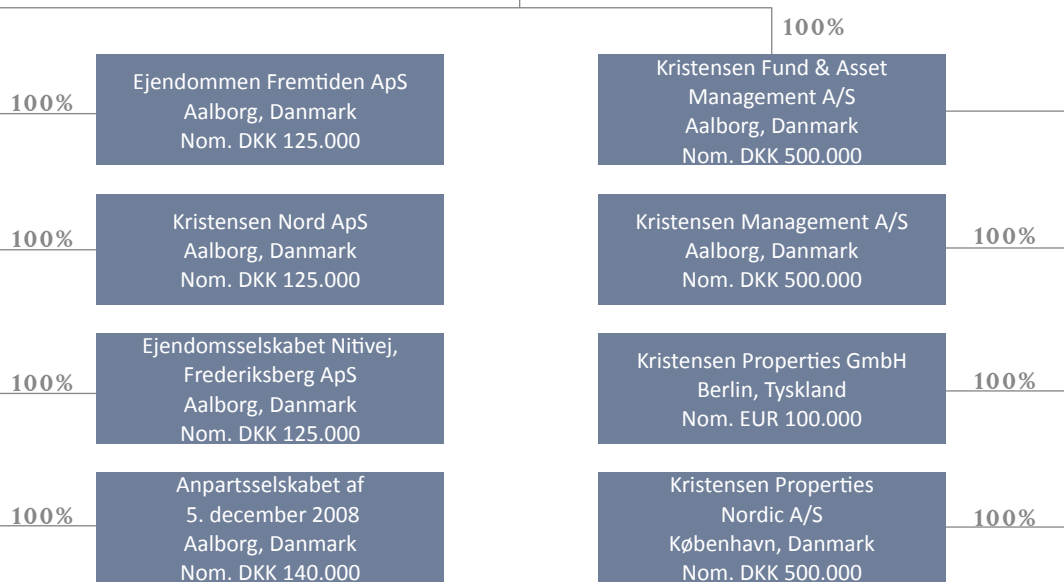 100%
100%
Ejendommen Fremtiden ApS
Aalborg, Danmark
Nom. DKK 125.000
Kristensen Fund & Asset
Management A/S
Aalborg, Danmark
Nom. DKK 500.000
100%
Kristensen Nord ApS
Aalborg, Danmark
Nom. DKK 125.000
Kristensen Management A/S
Aalborg, Danmark
Nom. DKK 500.000
100%
100%
Ejendomsselskabet Nitivej,
Frederiksberg ApS
Aalborg, Danmark
Nom. DKK 125.000
Kristensen Properties GmbH
Berlin, Tyskland
Nom. EUR 100.000
100%
100%
Anpartsselskabet af
5. december 2008
Aalborg, Danmark
Nom. DKK 140.000
Kristensen Properties
Nordic A/S
København, Danmark
Nom. DKK 500.000
100%